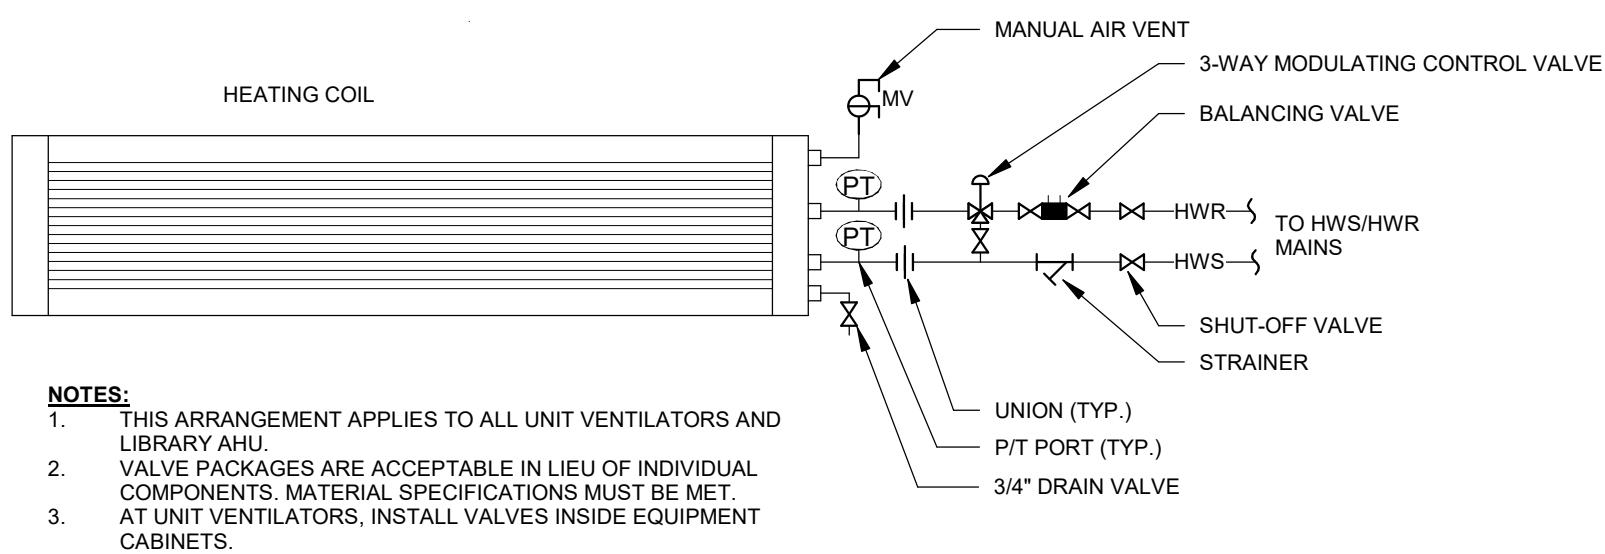 MANUAL AIR VENT
3-WAY MODULATING CONTROL VALVE
HEATING COIL
MV
BALANCING VALVE
PT
HWR
TO HWS/HWR
MAINS
PT
HWS
SHUT-OFF VALVE
STRAINER
UNION (TYP.)
P/T PORT (TYP.)
3/4" DRAIN VALVE
NOTES:
1. THIS ARRANGEMENT APPLIES TO ALL UNIT VENTILATORS AND
LIBRARY AHU.
2. VALVE PACKAGES ARE ACCEPTABLE IN LIEU OF INDIVIDUAL
COMPONENTS. MATERIAL SPECIFICATIONS MUST BE MET.
3. AT UNIT VENTILATORS, INSTALL VALVES INSIDE EQUIPMENT
CABINETS.